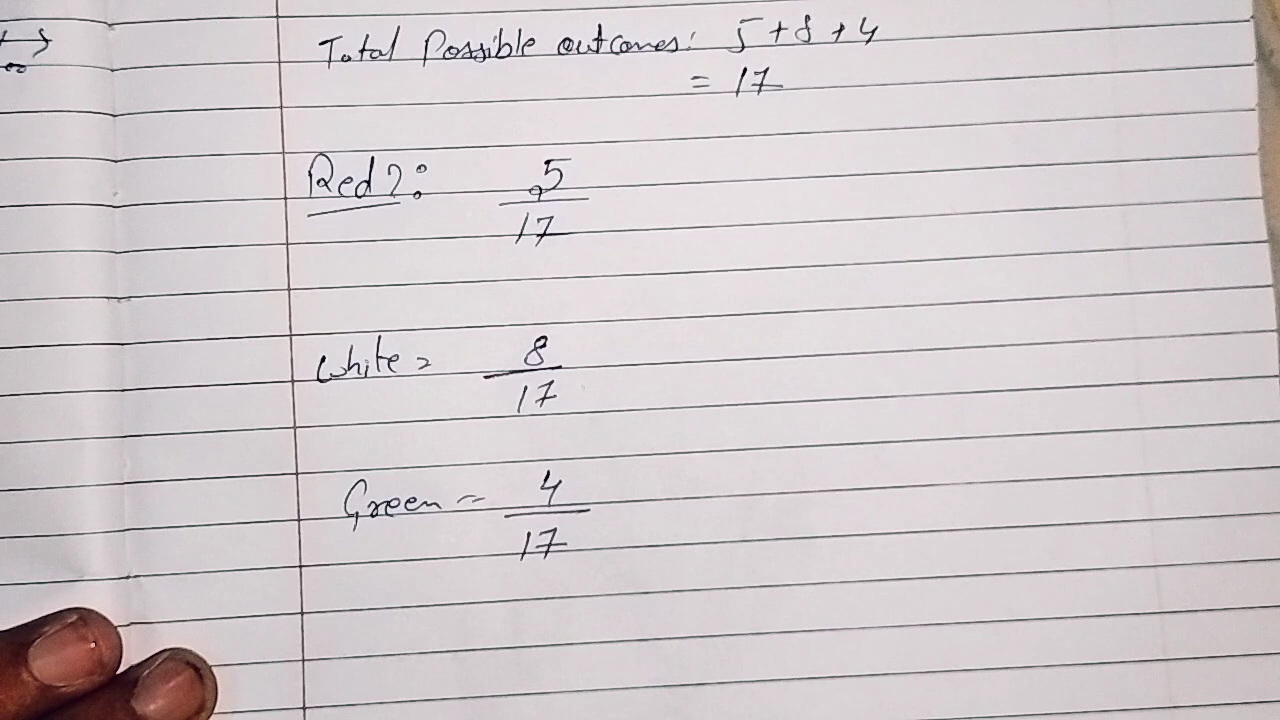 Total Possible outcomes: 5 + 8 + 4
= 17
Red?: 5
17
White = 8
17
Green = 4
17